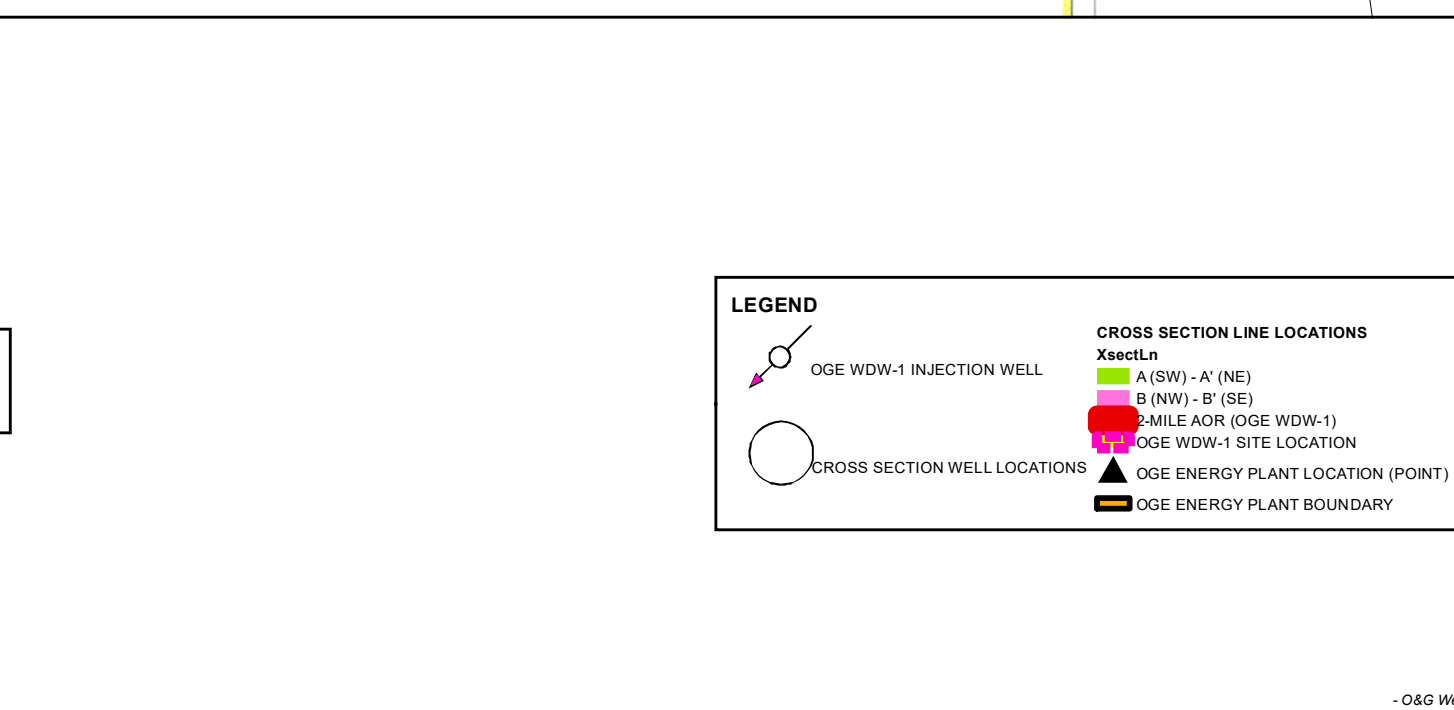 LEGEND
OGE WDW-1 INJECTION WELL
CROSS SECTION WELL LOCATIONS
CROSS SECTION LINE LOCATIONS
XsectLn
A (SW) - A' (NE)
B (NW) - B' (SE)
2-MILE AOR (OGE WDW-1)
OGE WDW-1 SITE LOCATION
OGE ENERGY PLANT LOCATION (POINT)
OGE ENERGY PLANT BOUNDARY
- O&G